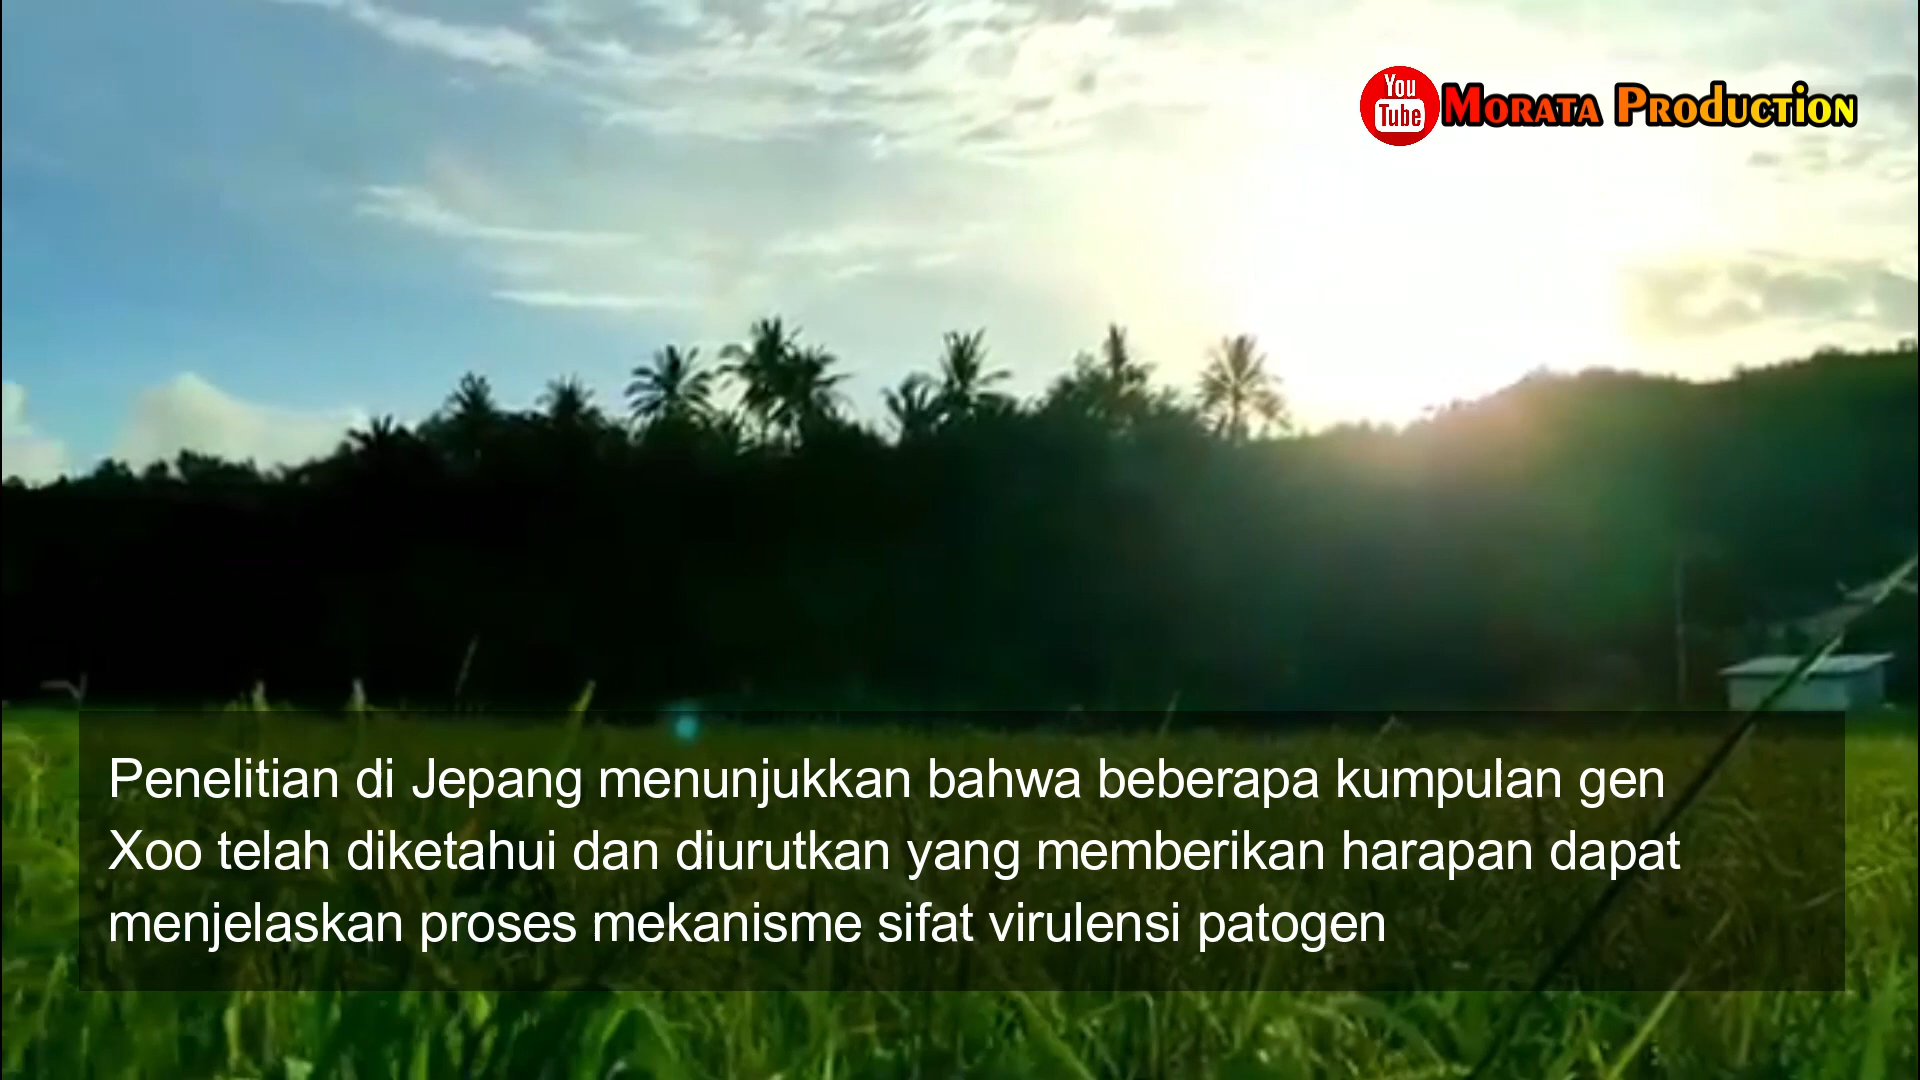 You
Tube
Morata Production
Penelitian di Jepang menunjukkan bahwa beberapa kumpulan gen
Xoo telah diketahui dan diurutkan yang memberikan harapan dapat
menjelaskan proses mekanisme sifat virulensi patogen